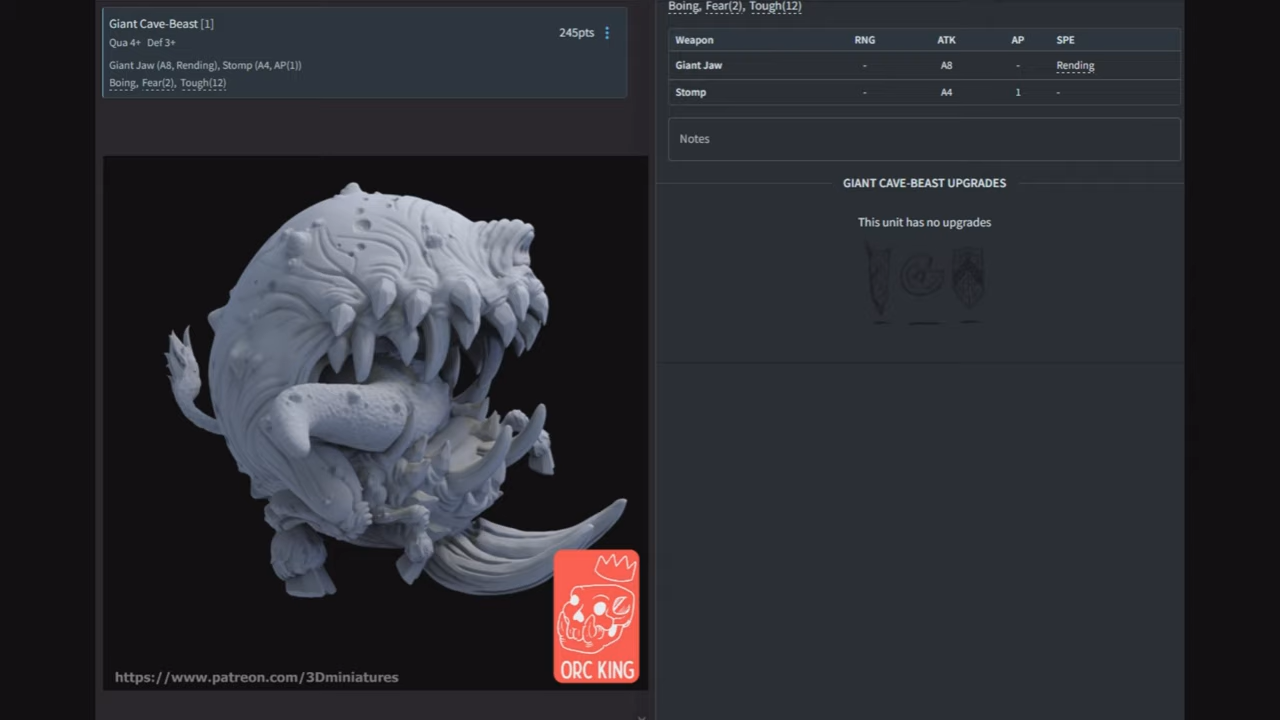 Giant Cave-Beast [1]
245pts
Qua 4+ Def 3+
Giant Jaw (A8, Rending), Stomp (A4, AP(1))
Boing, Fear(2), Tough(12)
https://www.patreon.com/3Dminiatures
ORC KING
Boing, Fear(2), Tough(12)
Weapon RNG ATK AP SPE
Giant Jaw - A8 - Rending
Stomp - A4 1 -
Notes
GIANT CAVE-BEAST UPGRADES
This unit has no upgrades